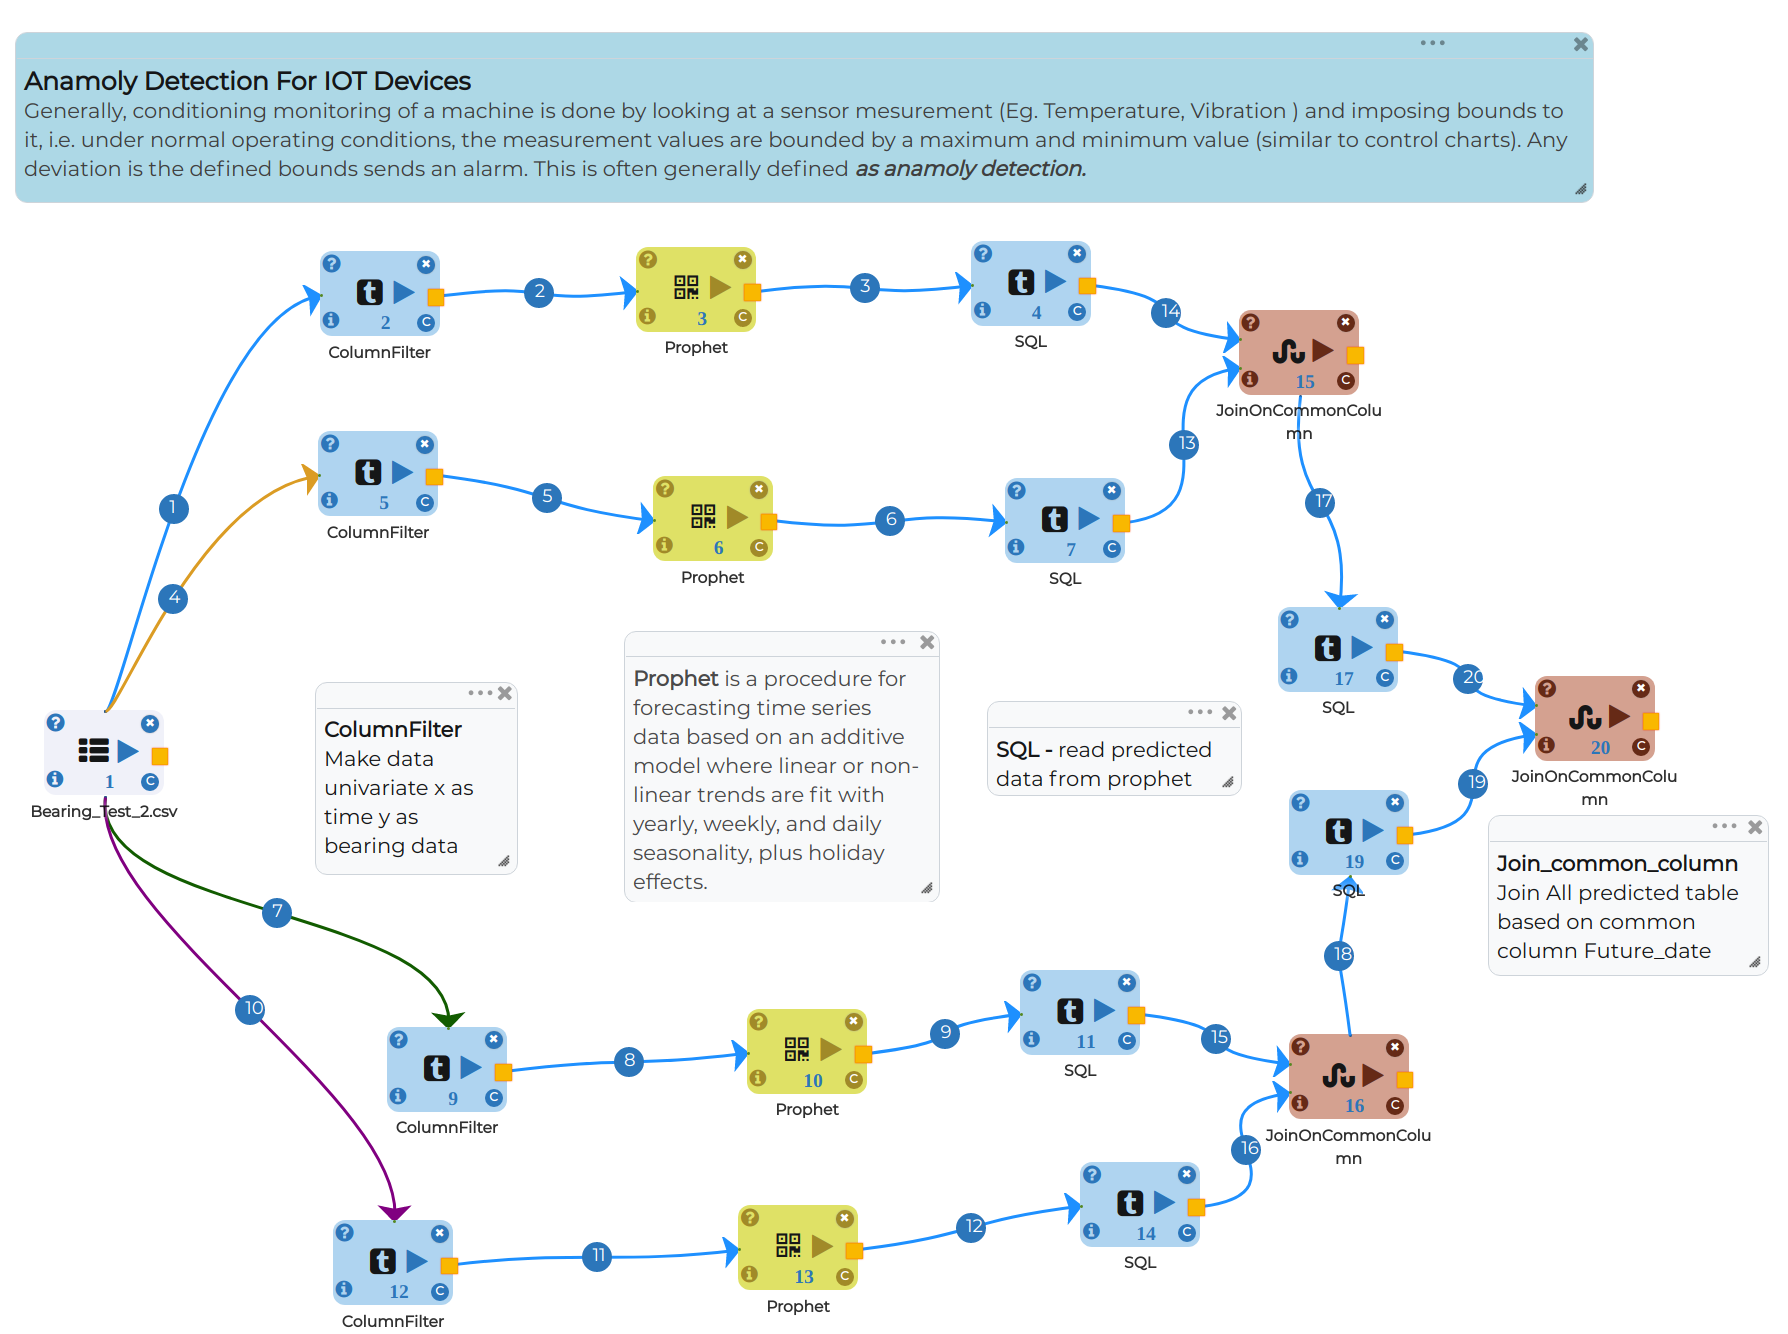 Anamoly Detection For IOT Devices
Generally, conditioning monitoring of a machine is done by looking at a sensor mesurement (Eg. Temperature, Vibration ) and imposing bounds to
it, i.e. under normal operating conditions, the measurement values are bounded by a maximum and minimum value (similar to control charts). Any
deviation is the defined bounds sends an alarm. This is often generally defined as anamoly detection.
2
ColumnFilter
2
3
Prophet
3
4
SQL
14
15
JoinOnCommonColu
mn
5
ColumnFilter
5
6
Prophet
6
7
SQL
13
17
1
4
1
Bearing_Test_2.csv
ColumnFilter
Make data
univariate x as
time y as
bearing data
Prophet is a procedure for
forecasting time series
data based on an additive
model where linear or non-
linear trends are fit with
yearly, weekly, and daily
seasonality, plus holiday
effects.
SQL - read predicted
data from prophet
17
SQL
20
20
JoinOnCommonColu
mn
19
19
SQL
Join_common_column
Join All predicted table
based on common
column Future_date
18
7
10
9
ColumnFilter
8
10
Prophet
9
11
SQL
15
16
JoinOnCommonColu
mn
16
12
ColumnFilter
11
13
Prophet
12
14
SQL